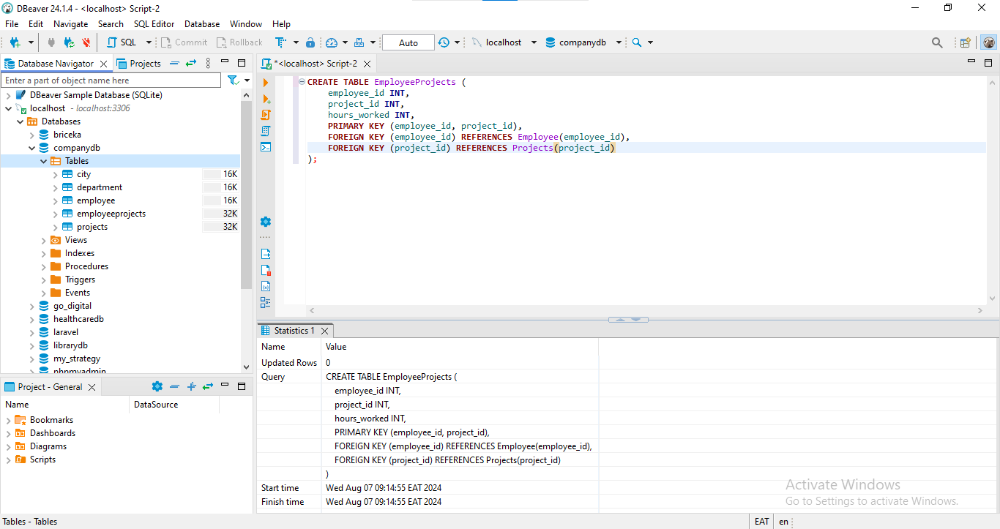 DBeaver 24.1.4 - <localhost> Script-2
File Edit Navigate Search SQL Editor Database Window Help
SQL Commit Rollback Auto localhost companydb
Database Navigator Projects
Enter a part of object name here
DBeaver Sample Database (SQLite)
localhost - localhost:3306
Databases
briceka
companydb
Tables
city 16K
department 16K
employee 16K
employeeprojects 32K
projects 32K
Views
Indexes
Procedures
Triggers
Events
go_digital
healthcaredb
laravel
librarydb
my_strategy
phpmyadmin
Project - General
Name DataSource
Bookmarks
Dashboards
Diagrams
Scripts
*<localhost> Script-2
CREATE TABLE EmployeeProjects (
employee_id INT,
project_id INT,
hours_worked INT,
PRIMARY KEY (employee_id, project_id),
FOREIGN KEY (employee_id) REFERENCES Employee(employee_id),
FOREIGN KEY (project_id) REFERENCES Projects(project_id)
);
Statistics 1
Name Value
Updated Rows 0
Query CREATE TABLE EmployeeProjects (
employee_id INT,
project_id INT,
hours_worked INT,
PRIMARY KEY (employee_id, project_id),
FOREIGN KEY (employee_id) REFERENCES Employee(employee_id),
FOREIGN KEY (project_id) REFERENCES Projects(project_id)
)
Start time Wed Aug 07 09:14:55 EAT 2024
Finish time Wed Aug 07 09:14:55 EAT 2024
Activate Windows
Go to Settings to activate Windows.
Tables - Tables EAT en